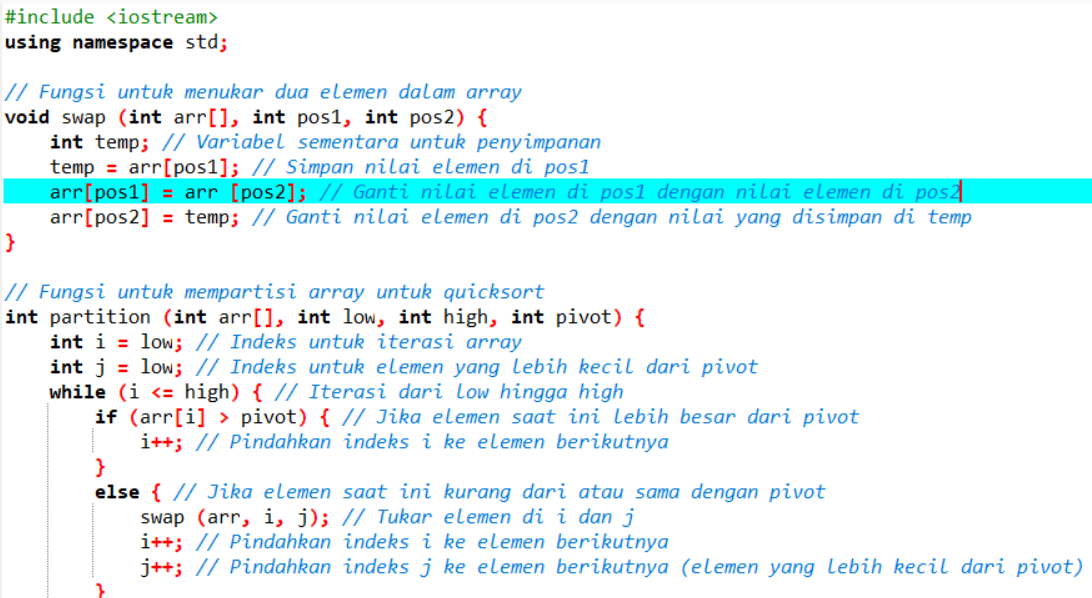 #include <iostream>
using namespace std;
// Fungsi untuk menukar dua elemen dalam array
void swap (int arr[], int pos1, int pos2) {
int temp; // Variabel sementara untuk penyimpanan
temp = arr[pos1]; // Simpan nilai elemen di pos1
arr[pos1] = arr [pos2]; // Ganti nilai elemen di pos1 dengan nilai elemen di pos2
arr[pos2] = temp; // Ganti nilai elemen di pos2 dengan nilai yang disimpan di temp
}
// Fungsi untuk mempartisi array untuk quicksort
int partition (int arr[], int low, int high, int pivot) {
int i = low; // Indeks untuk iterasi array
int j = low; // Indeks untuk elemen yang lebih kecil dari pivot
while (i <= high) { // Iterasi dari low hingga high
if (arr[i] > pivot) { // Jika elemen saat ini lebih besar dari pivot
i++; // Pindahkan indeks i ke elemen berikutnya
}
else { // Jika elemen saat ini kurang dari atau sama dengan pivot
swap (arr, i, j); // Tukar elemen di i dan j
i++; // Pindahkan indeks i ke elemen berikutnya
j++; // Pindahkan indeks j ke elemen berikutnya (elemen yang lebih kecil dari pivot)
}